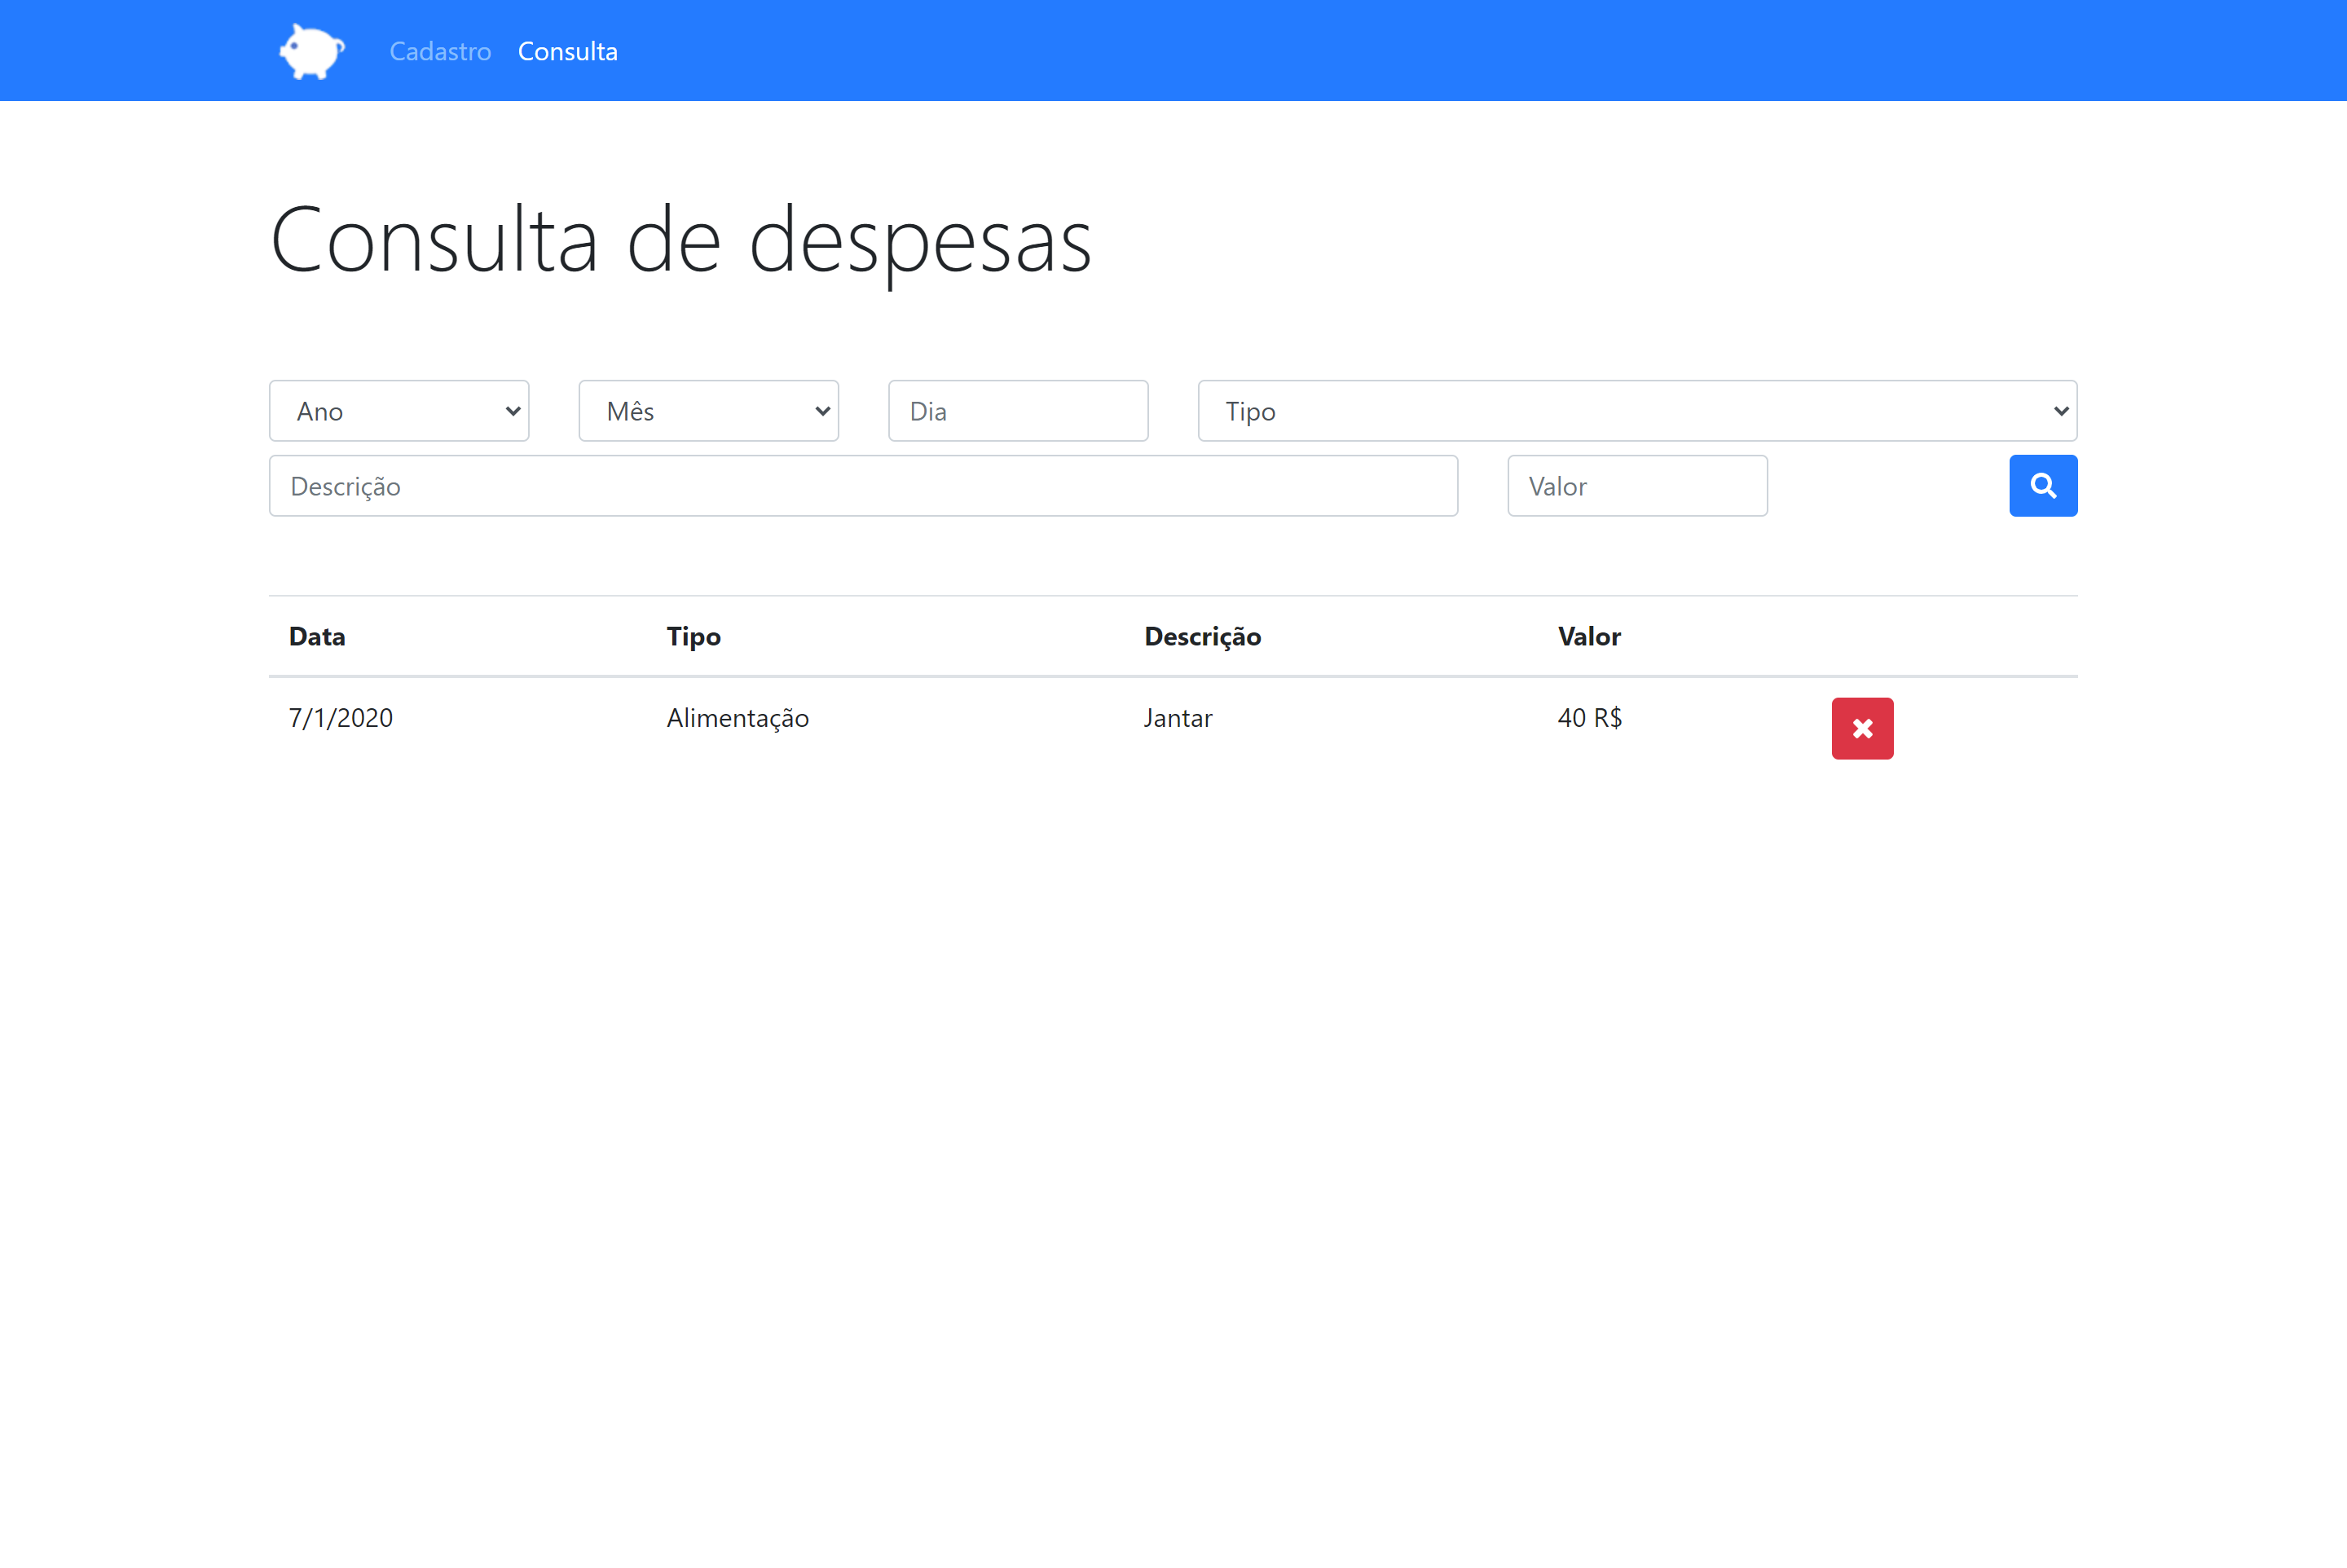 Cadastro Consulta
Consulta de despesas
Ano Mês Dia Tipo
Descrição Valor
Data Tipo Descrição Valor
7/1/2020 Alimentação Jantar 40 R$